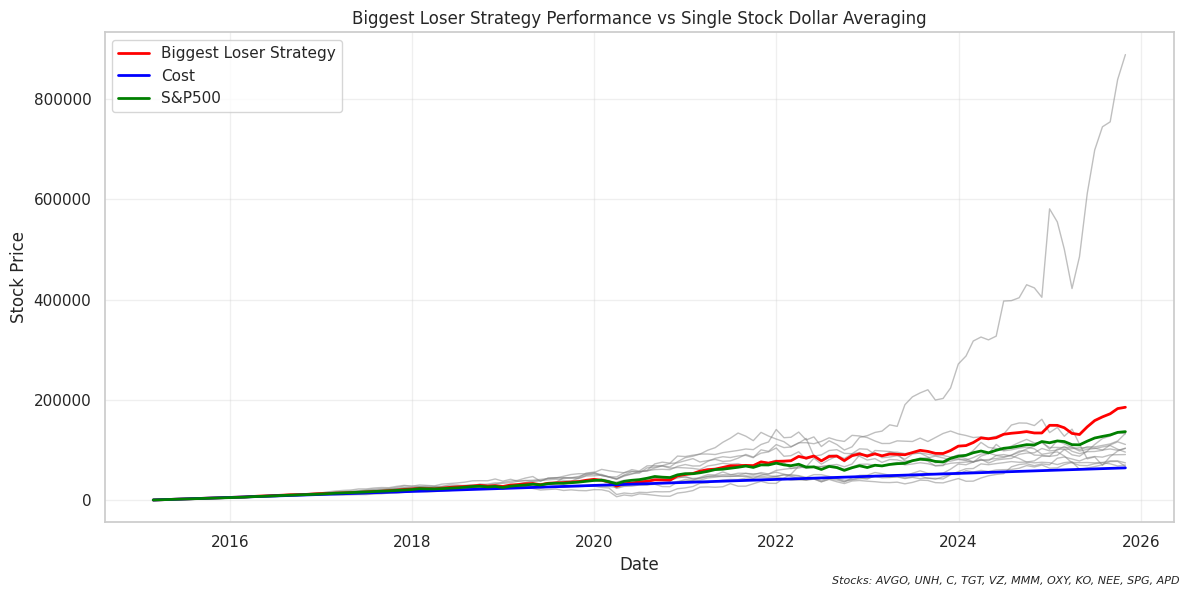 Biggest Loser Strategy Performance vs Single Stock Dollar Averaging
Biggest Loser Strategy
Cost
S&P500
Stock Price
800000
600000
400000
200000
0
2016
2018
2020
2022
2024
2026
Date
Stocks: AVGO, UNH, C, TGT, VZ, MMM, OXY, KO, NEE, SPG, APD